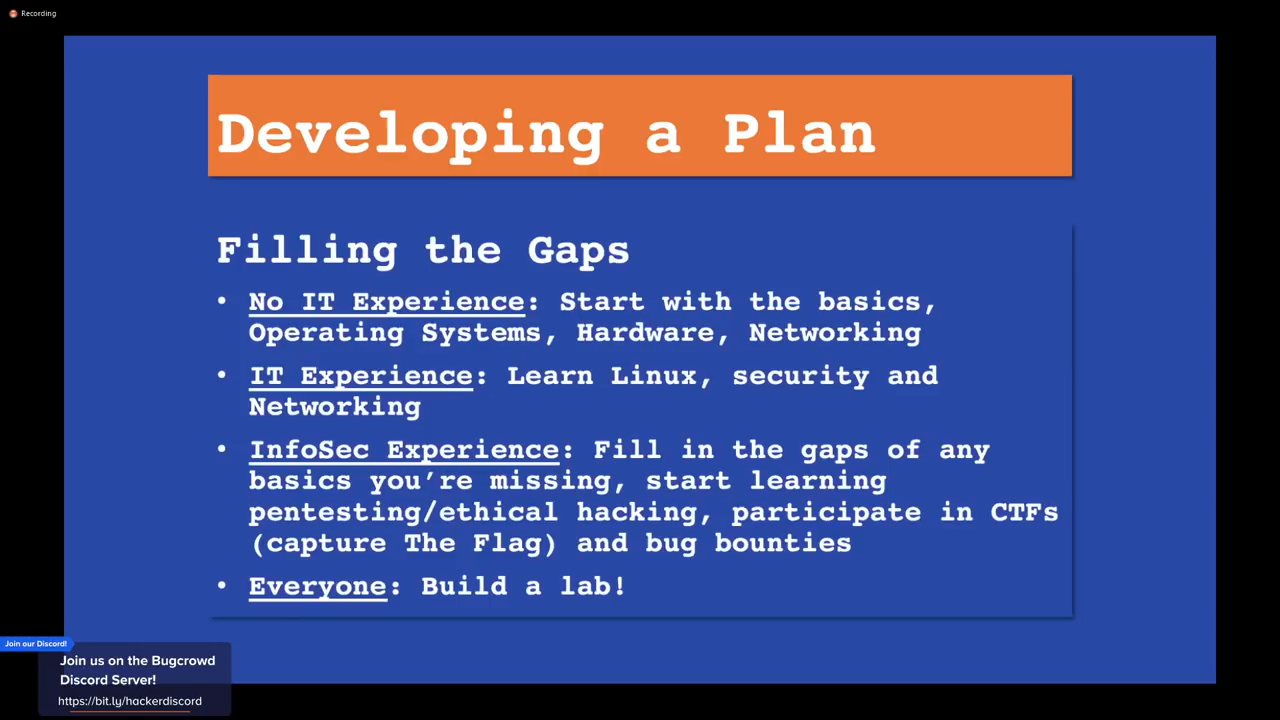 Recording
Developing a Plan
Filling the Gaps
• No IT Experience: Start with the basics,
Operating Systems, Hardware, Networking
• IT Experience: Learn Linux, security and
Networking
• InfoSec Experience: Fill in the gaps of any
basics you’re missing, start learning
pentesting/ethical hacking, participate in CTFs
(capture The Flag) and bug bounties
• Everyone: Build a lab!
Join our Discord!
Join us on the Bugcrowd
Discord Server!
https://bit.ly/hackerdiscord